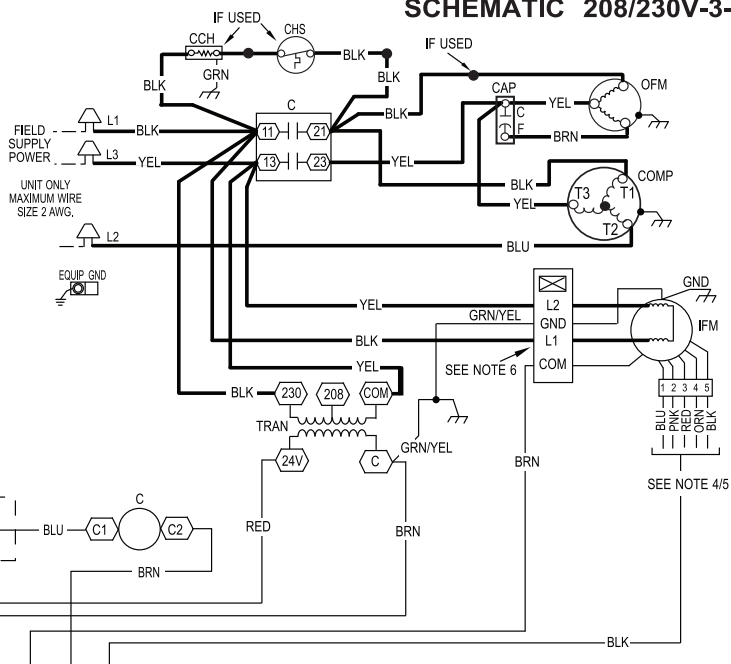 SCHEMATIC 208/230V-3-
IF USED
CCH
CHS
GRN
BLK
BLK
BLK
IF USED
BLK
CAP
C
F
YEL
BRN
OFM
FIELD
SUPPLY
POWER
L1
BLK
L3
YEL
C
11
21
13
23
YEL
UNIT ONLY
MAXIMUM WIRE
SIZE 2 AWG.
BLK
YEL
COMP
T3
T1
T2
L2
BLU
EQUIP GND
YEL
GRN/YEL
BLK
L2
GND
L1
COM
GND
IFM
SEE NOTE 6
YEL
BLK
230
208
COM
TRAN
24V
C
GRN/YEL
1 2 3 4 5
BLU
PNK
RED
ORN
BLK
SEE NOTE 4/5
BRN
C
BLU
C1
C2
BRN
RED
BRN
BLK